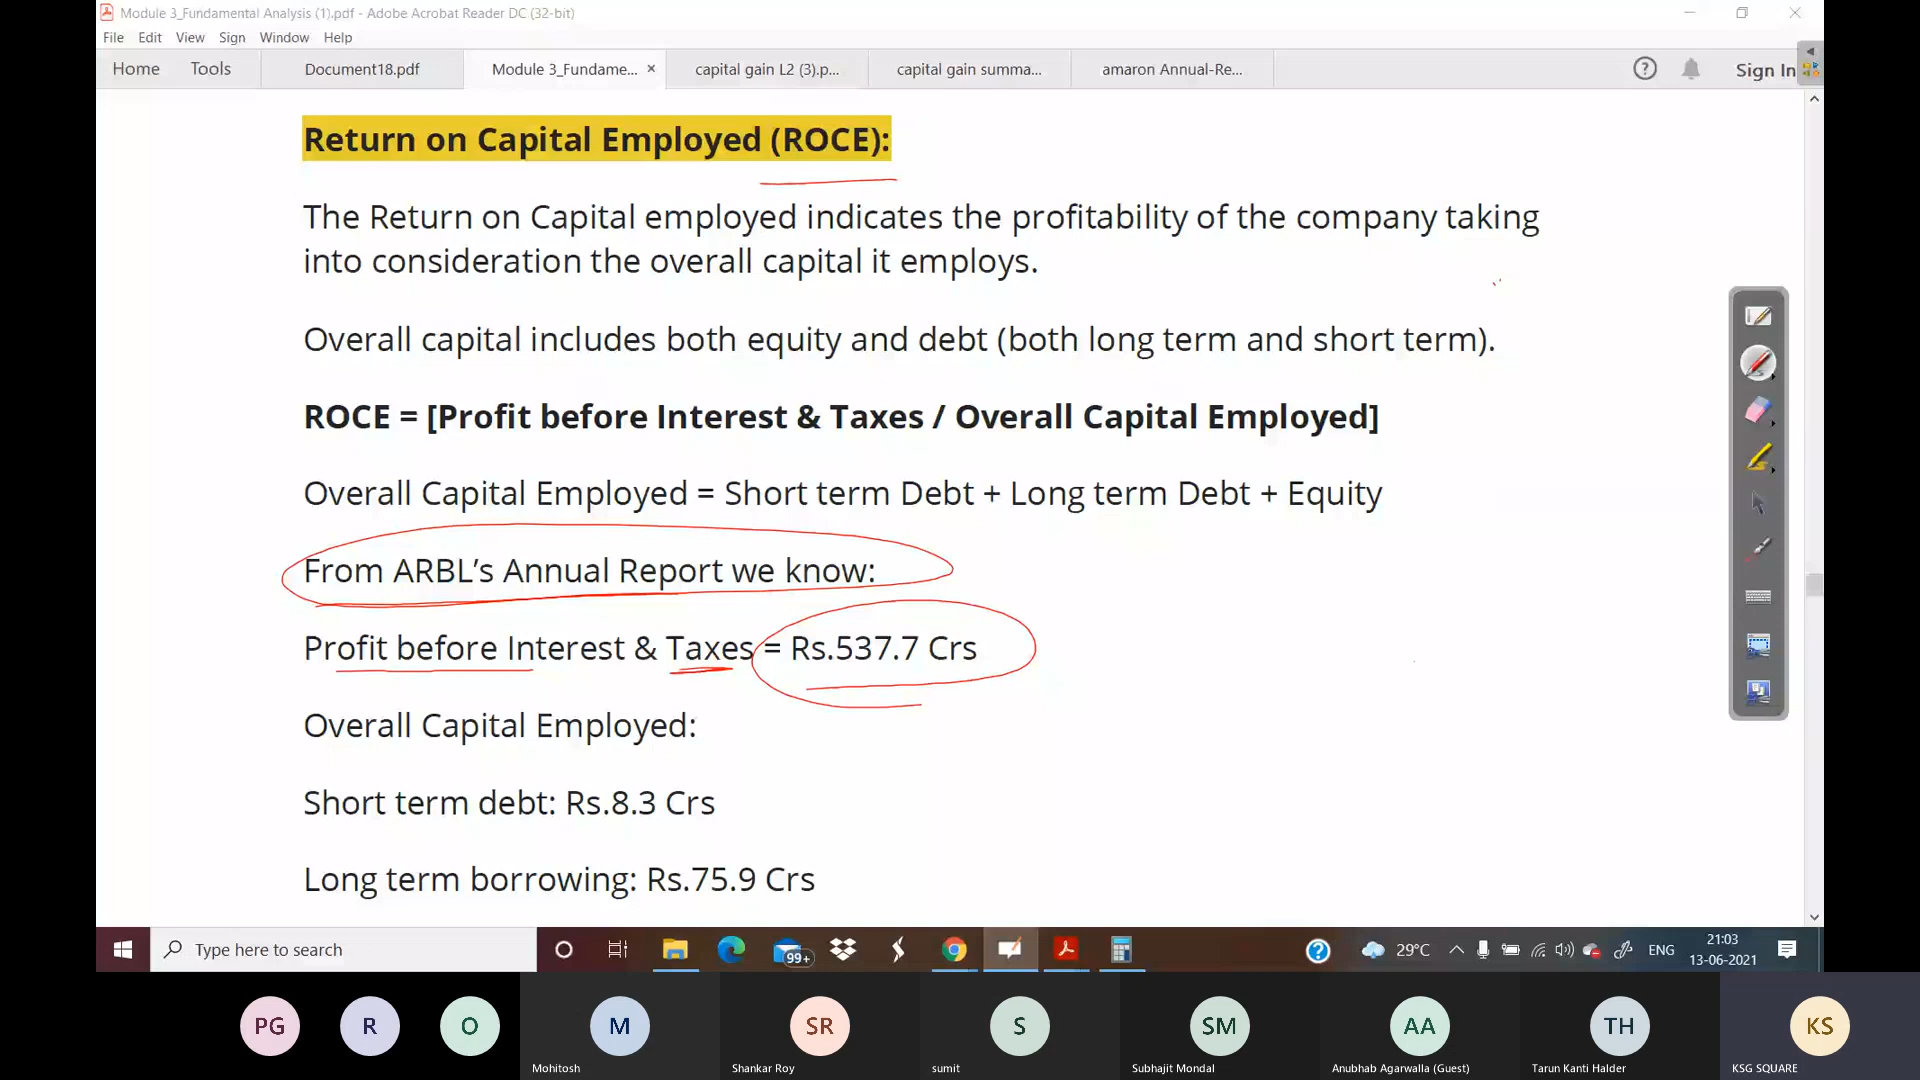 Module 3_Fundamental Analysis (1).pdf - Adobe Acrobat Reader DC (32-bit)
File Edit View Sign Window Help
Home Tools Document18.pdf Module 3_Fundame... × capital gain L2 (3).p... capital gain summa... amaron Annual-Re... Sign In
Return on Capital Employed (ROCE):
The Return on Capital employed indicates the profitability of the company taking
into consideration the overall capital it employs.
Overall capital includes both equity and debt (both long term and short term).
ROCE = [Profit before Interest & Taxes / Overall Capital Employed]
Overall Capital Employed = Short term Debt + Long term Debt + Equity
From ARBL’s Annual Report we know:
Profit before Interest & Taxes = Rs.537.7 Crs
Overall Capital Employed:
Short term debt: Rs.8.3 Crs
Long term borrowing: Rs.75.9 Crs
Type here to search 99+ 29°C ENG 21:03
13-06-2021
PG R O M SR S SM AA TH KS
Mohitosh Shankar Roy sumit Subhajit Mondal Anubhab Agarwalla (Guest) Tarun Kanti Halder KSG SQUARE